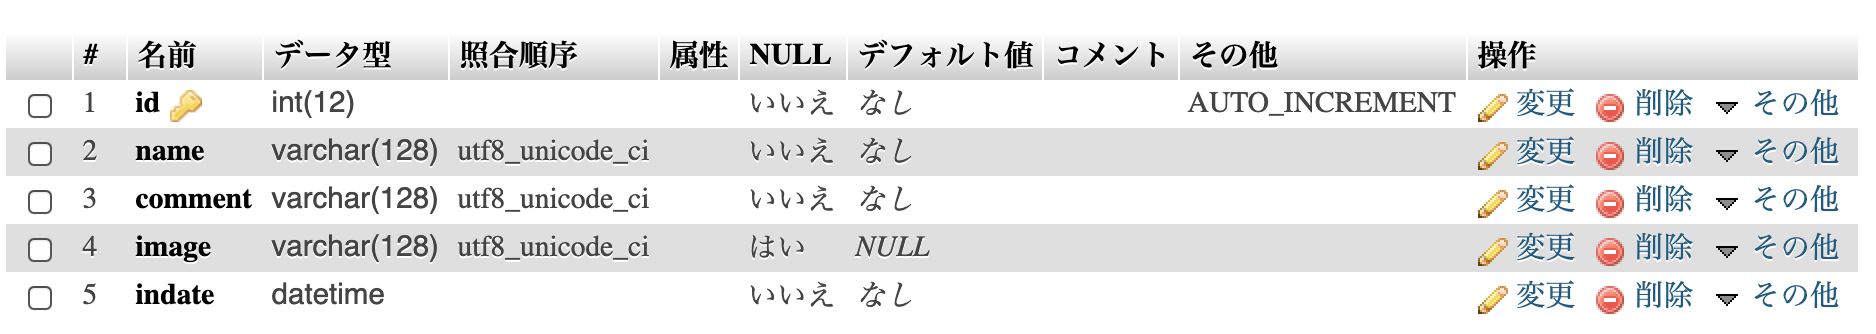 # 名前 データ型 照合順序 属性 NULL デフォルト値 コメント その他 操作
1 id int(12) いいえ なし AUTO_INCREMENT 変更 削除 その他
2 name varchar(128) utf8_unicode_ci いいえ なし 変更 削除 その他
3 comment varchar(128) utf8_unicode_ci いいえ なし 変更 削除 その他
4 image varchar(128) utf8_unicode_ci はい NULL 変更 削除 その他
5 indate datetime いいえ なし 変更 削除 その他